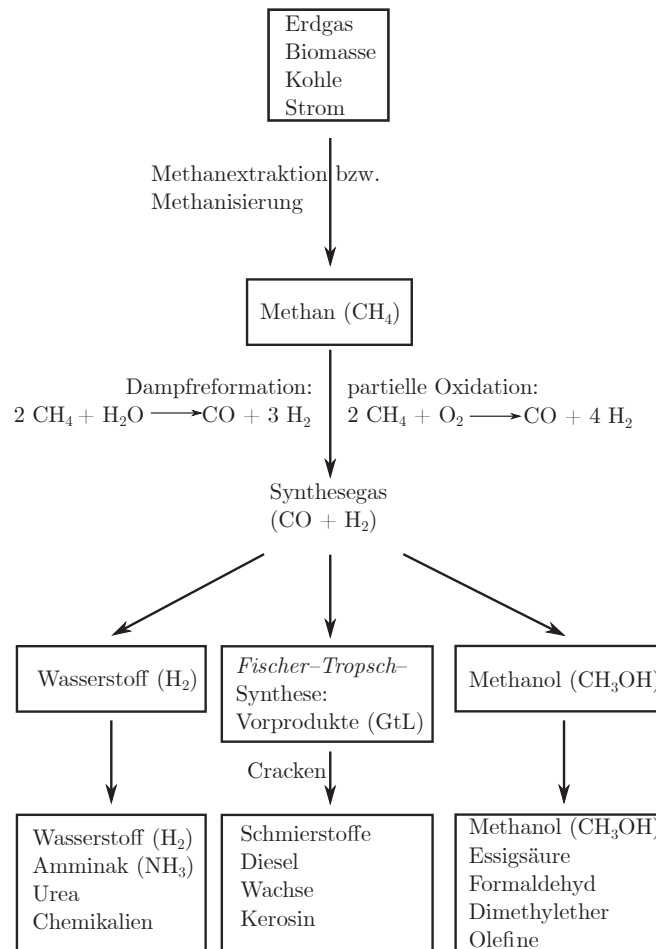 Erdgas
Biomasse
Kohle
Strom
Methanextraktion bzw.
Methanisierung
Methan (CH₄)
Dampfreformation:
2 CH₄ + H₂O ⟶ CO + 3 H₂
partielle Oxidation:
2 CH₄ + O₂ ⟶ CO + 4 H₂
Synthesegas
(CO + H₂)
Wasserstoff (H₂)
Fischer–Tropsch–
Synthese:
Vorprodukte (GtL)
Methanol (CH₃OH)
Cracken
Wasserstoff (H₂)
Amminak (NH₃)
Urea
Chemikalien
Schmierstoffe
Diesel
Wachse
Kerosin
Methanol (CH₃OH)
Essigsäure
Formaldehyd
Dimethylether
Olefine